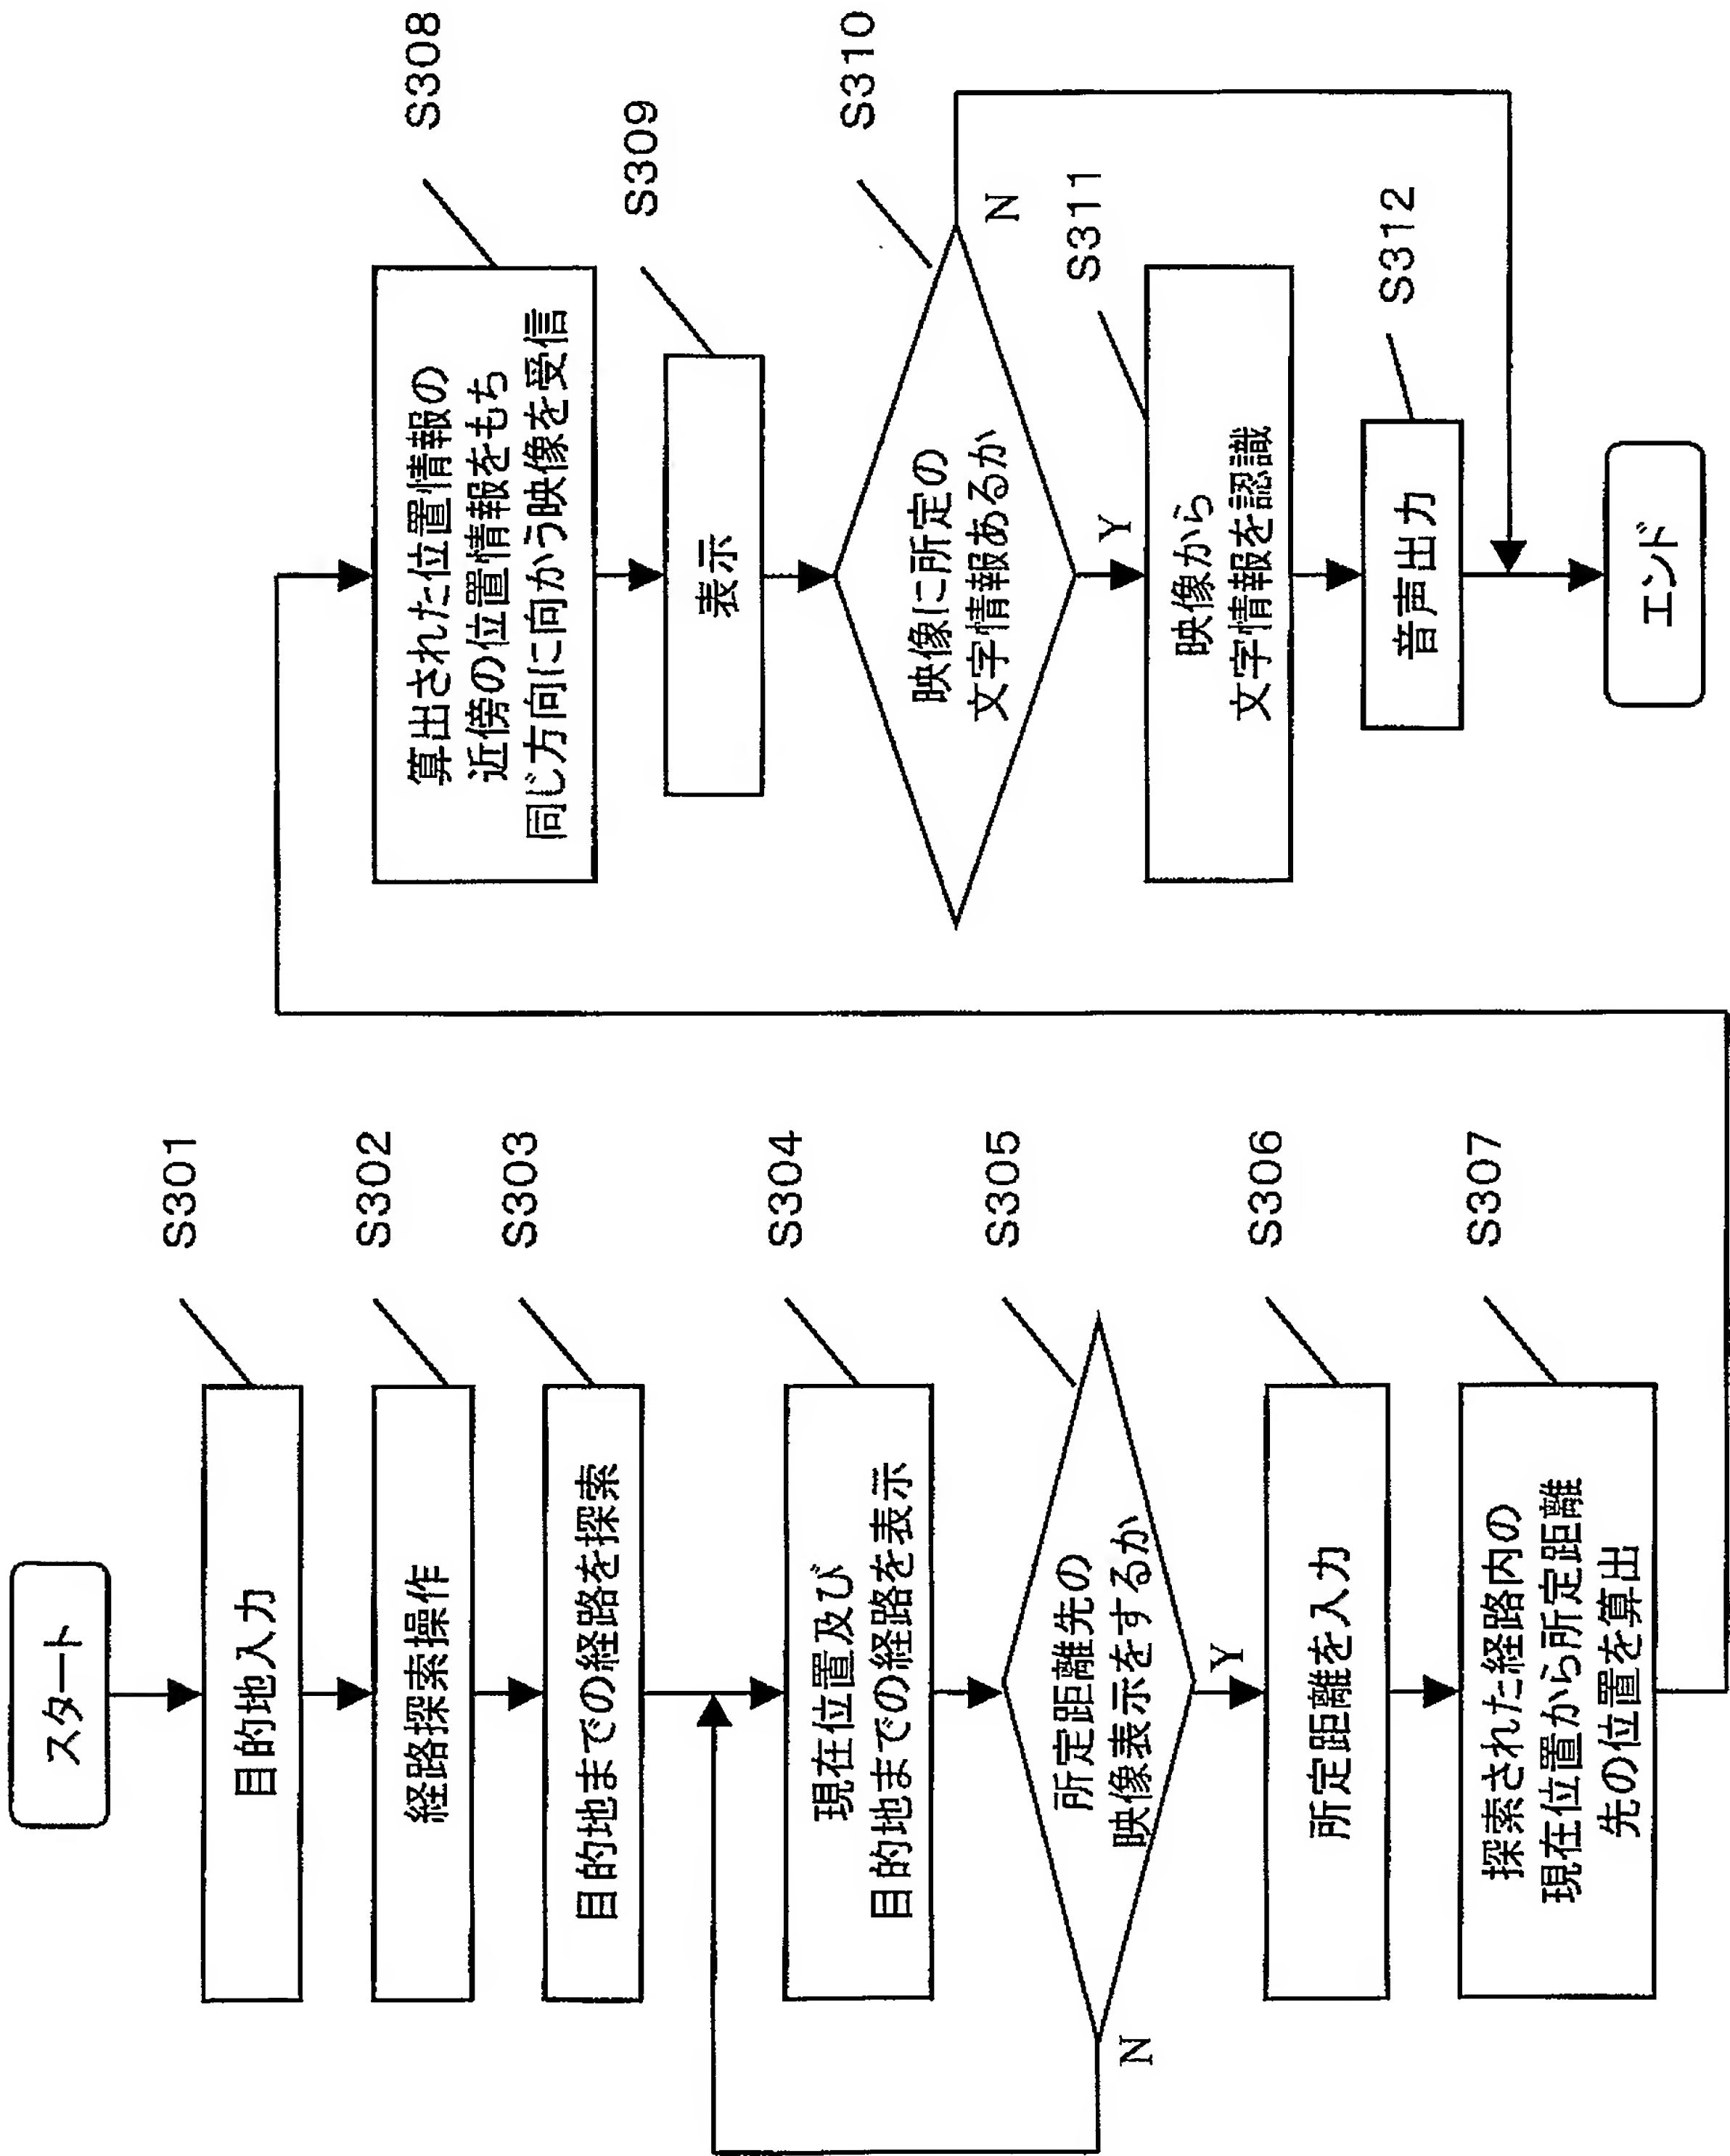 スタート
S301
目的地入力
S302
経路探索操作
S303
目的地までの経路を探索
S304
現在位置及び
目的地までの経路を表示
S305
所定距離先の
映像表示をするか
N
Y
S306
所定距離を入力
S307
探索された経路内の
現在位置から所定距離
先の位置を算出
S308
算出された位置情報の
近傍の位置情報をもち
同じ方向に向かう映像を受信
S309
表示
S310
映像に所定の
文字情報あるか
N
Y
S311
映像から
文字情報を認識
S312
音声出力
エンド